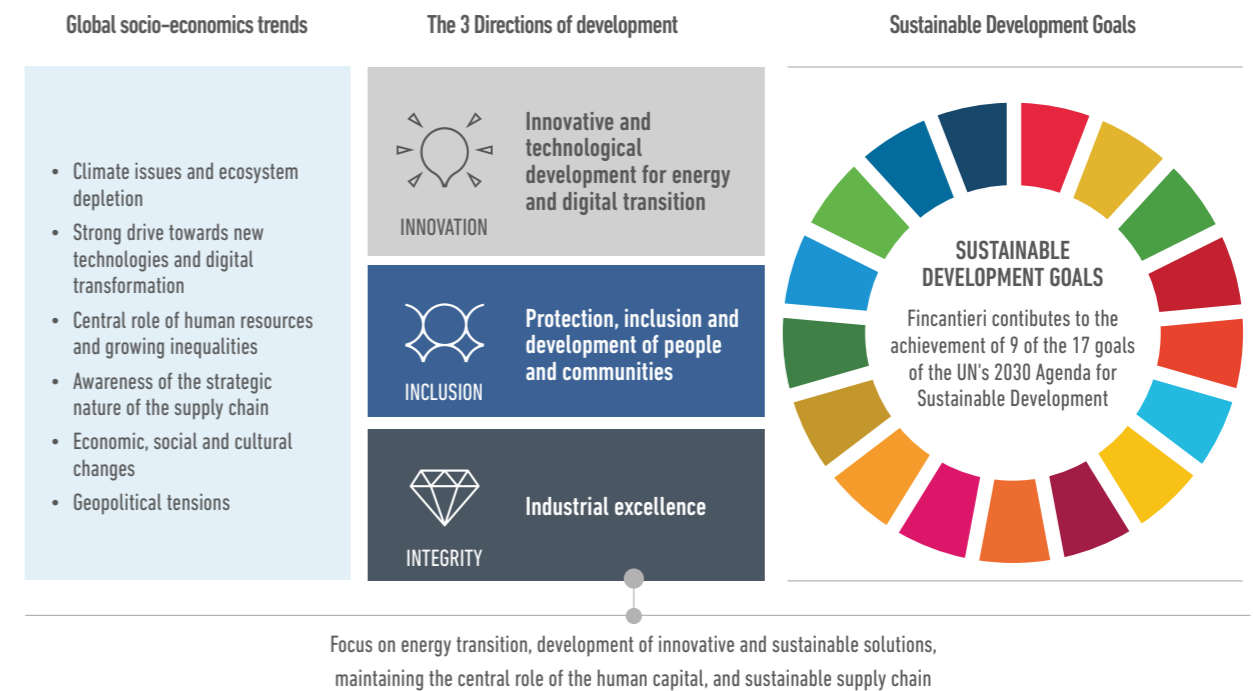 Global socio-economics trends
The 3 Directions of development
Sustainable Development Goals
• Climate issues and ecosystem
depletion
• Strong drive towards new
technologies and digital
transformation
• Central role of human resources
and growing inequalities
• Awareness of the strategic
nature of the supply chain
• Economic, social and cultural
changes
• Geopolitical tensions
INNOVATION
Innovative and
technological
development for energy
and digital transition
INCLUSION
Protection, inclusion and
development of people
and communities
INTEGRITY
Industrial excellence
SUSTAINABLE
DEVELOPMENT GOALS
Fincantieri contibutes to the
achievement of 9 of the 17 goals
of the UN's 2030 Agenda for
Sustainable Development
Focus on energy transition, development of innovative and sustainable solutions,
maintaining the central role of the human capital, and sustainable supply chain